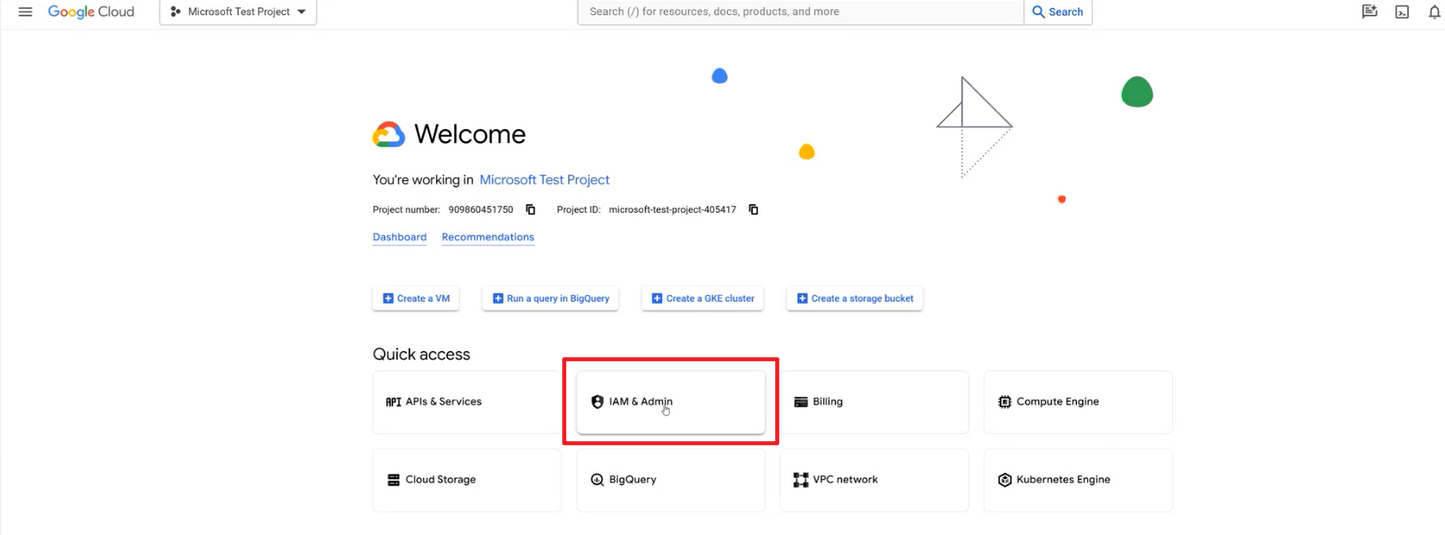 Google Cloud Microsoft Test Project Search (/) for resources, docs, products, and more Search
Welcome
You're working in Microsoft Test Project
Project number: 909860451750 Project ID: microsoft-test-project-405417
Dashboard Recommendations
Create a VM Run a query in BigQuery Create a GKE cluster Create a storage bucket
Quick access
API APIs & Services IAM & Admin Billing Compute Engine
Cloud Storage BigQuery VPC network Kubernetes Engine